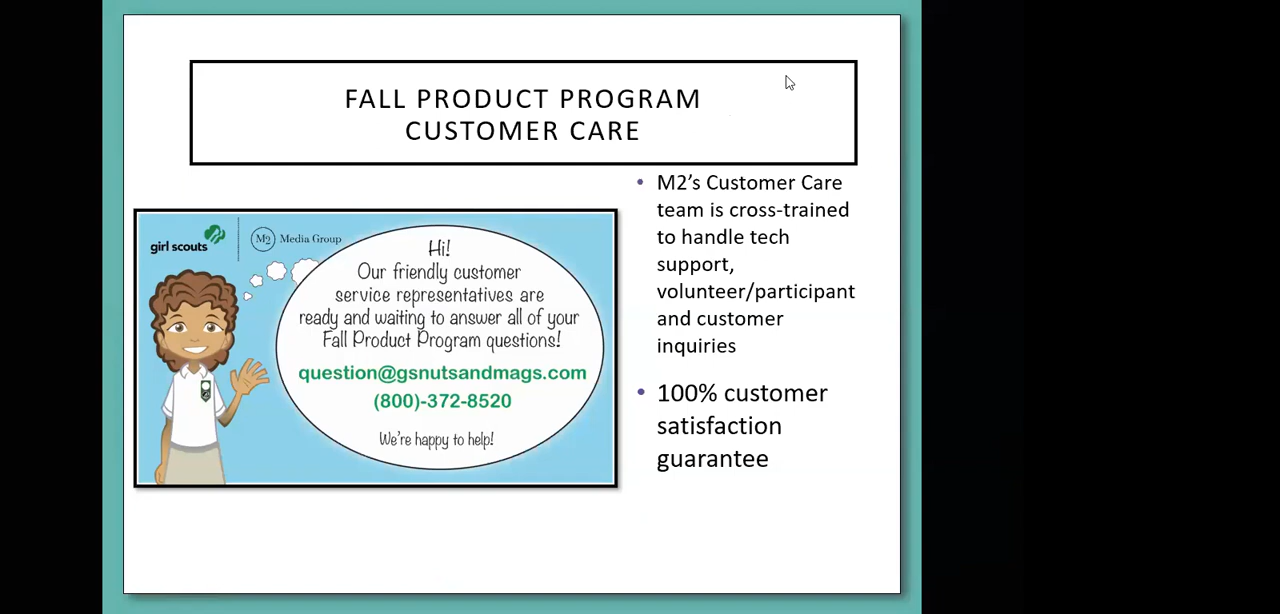 FALL PRODUCT PROGRAM
CUSTOMER CARE
girl scouts
M2 Media Group
Hi!
Our friendly customer
service representatives are
ready and waiting to answer all of your
Fall Product Program questions!
question@gsnutsandmags.com
(800)-372-8520
We're happy to help!
• M2’s Customer Care
team is cross-trained
to handle tech
support,
volunteer/participant
and customer
inquiries
• 100% customer
satisfaction
guarantee